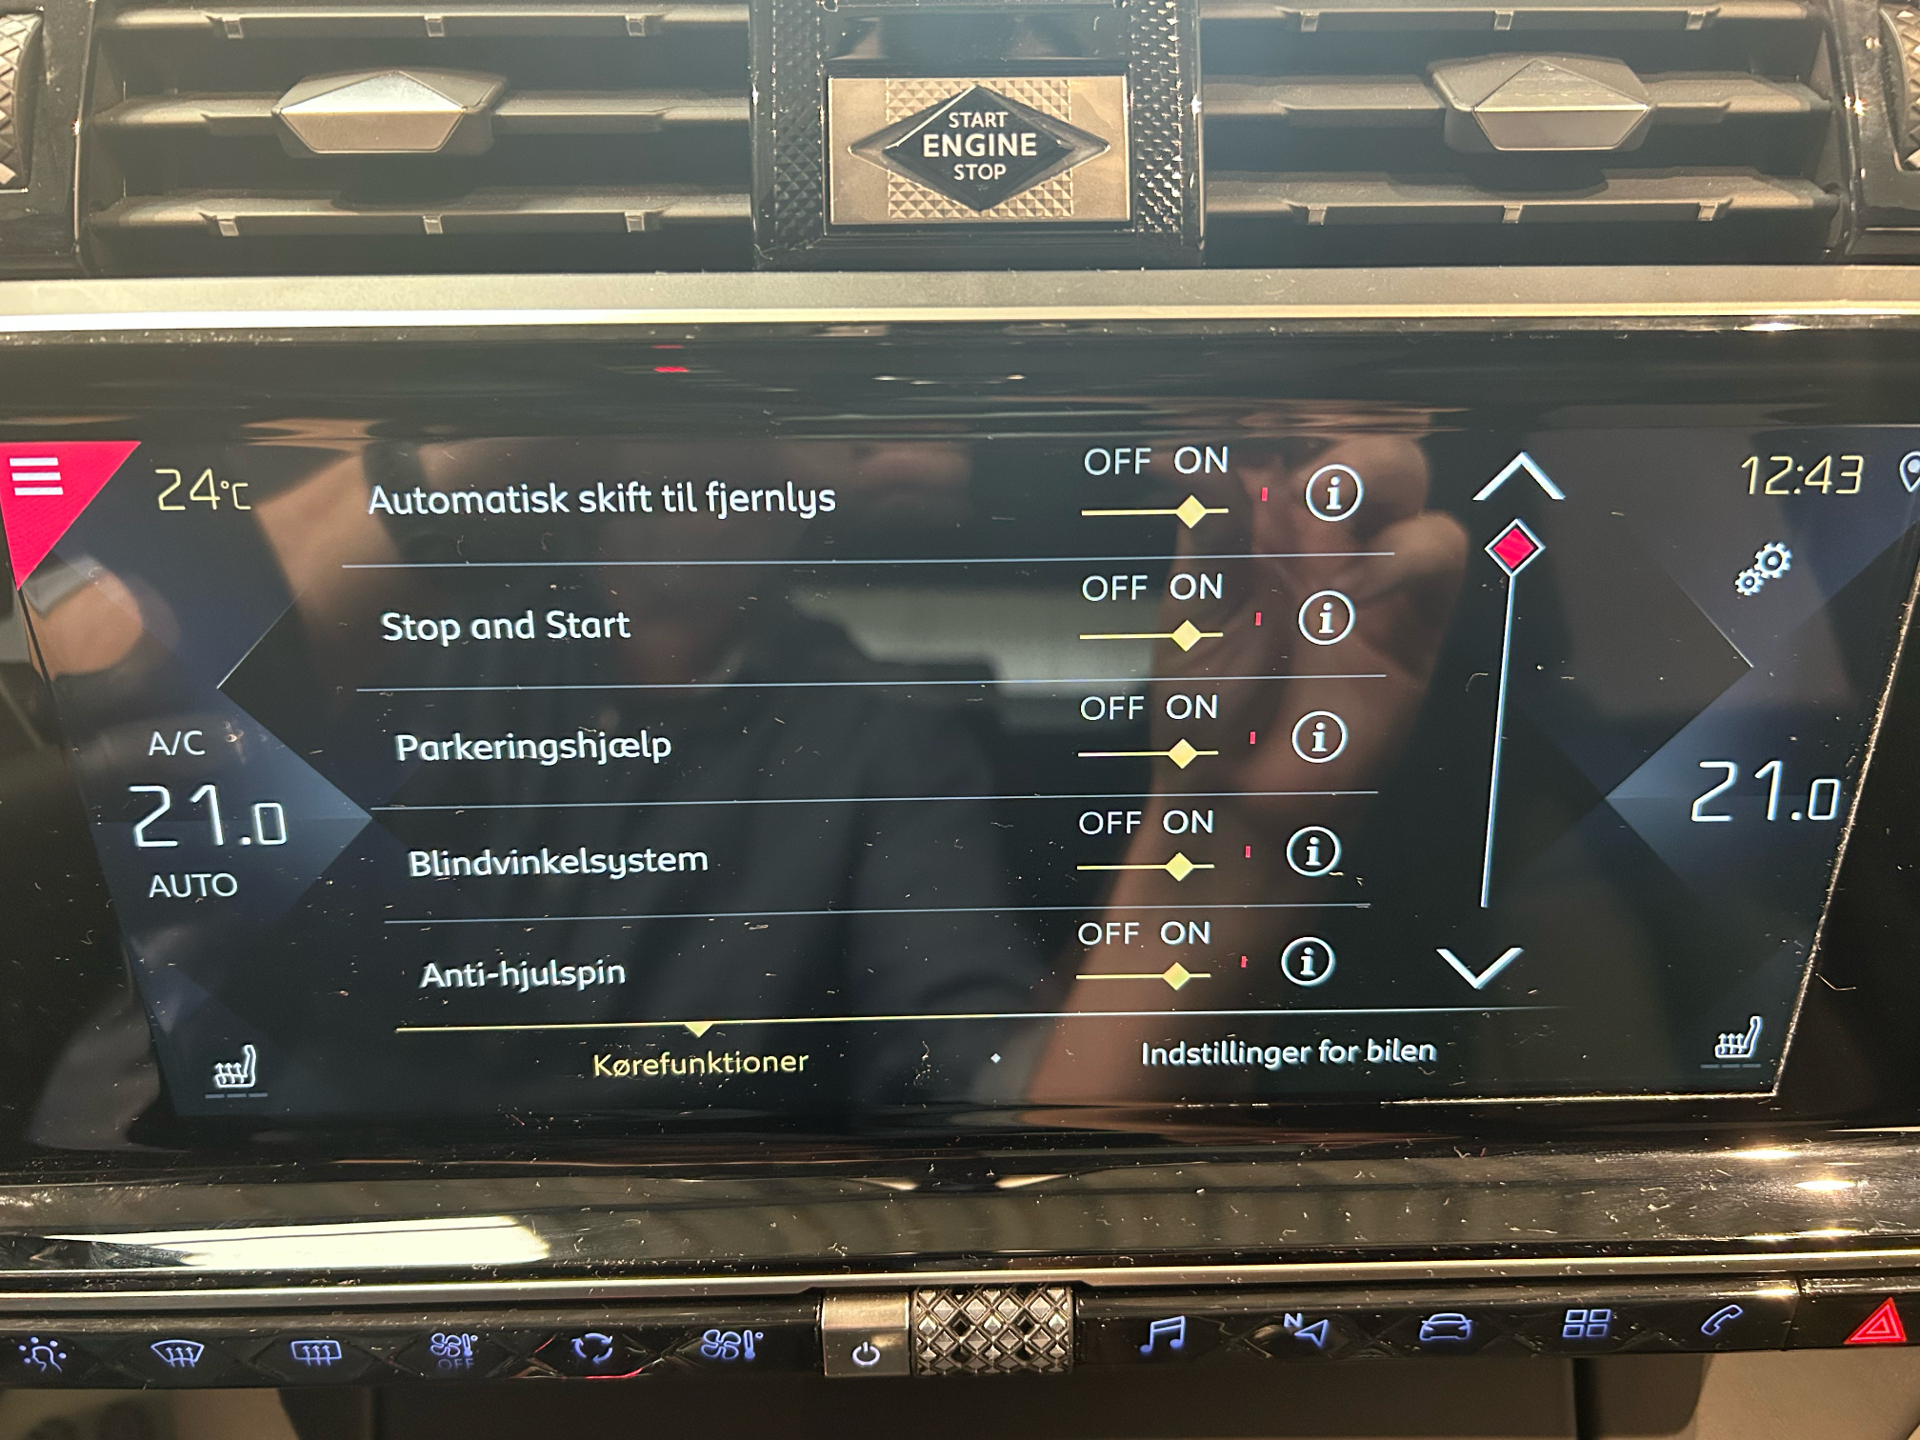 START
ENGINE
STOP
24°C
12:43
Automatisk skift til fjernlys OFF ON
Stop and Start OFF ON
Parkeringshjælp OFF ON
Blindvinkelsystem OFF ON
Anti-hjulspin OFF ON
A/C
21.0
AUTO
21.0
Kørefunktioner
Indstillinger for bilen
OFF
N